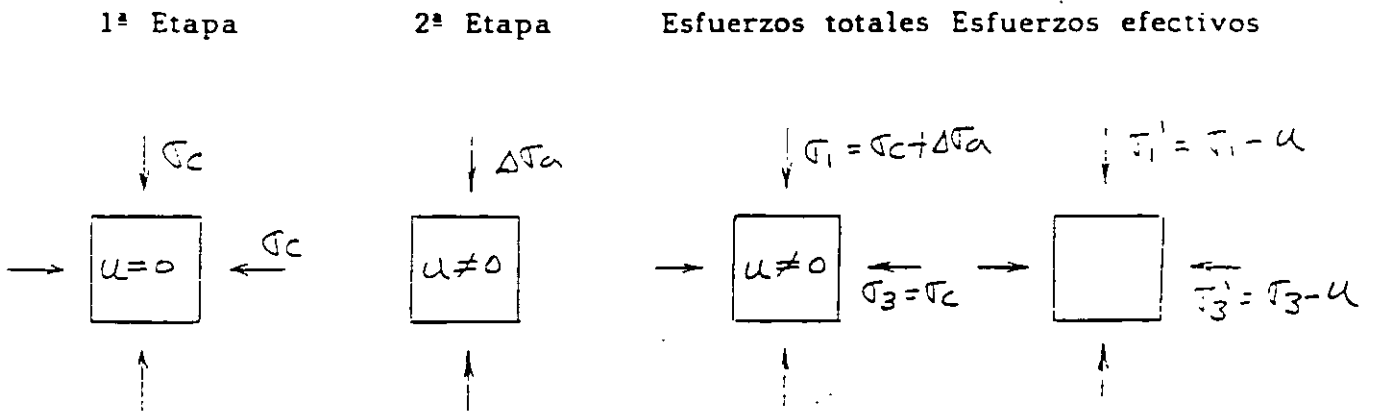 1ª Etapa 2ª Etapa Esfuerzos totales Esfuerzos efectivos
σc Δσa σ1 = σc + Δσa σ1' = σ1 - u
u=0 σc u≠0 u≠0 σ3 = σc σ3' = σ3 - u